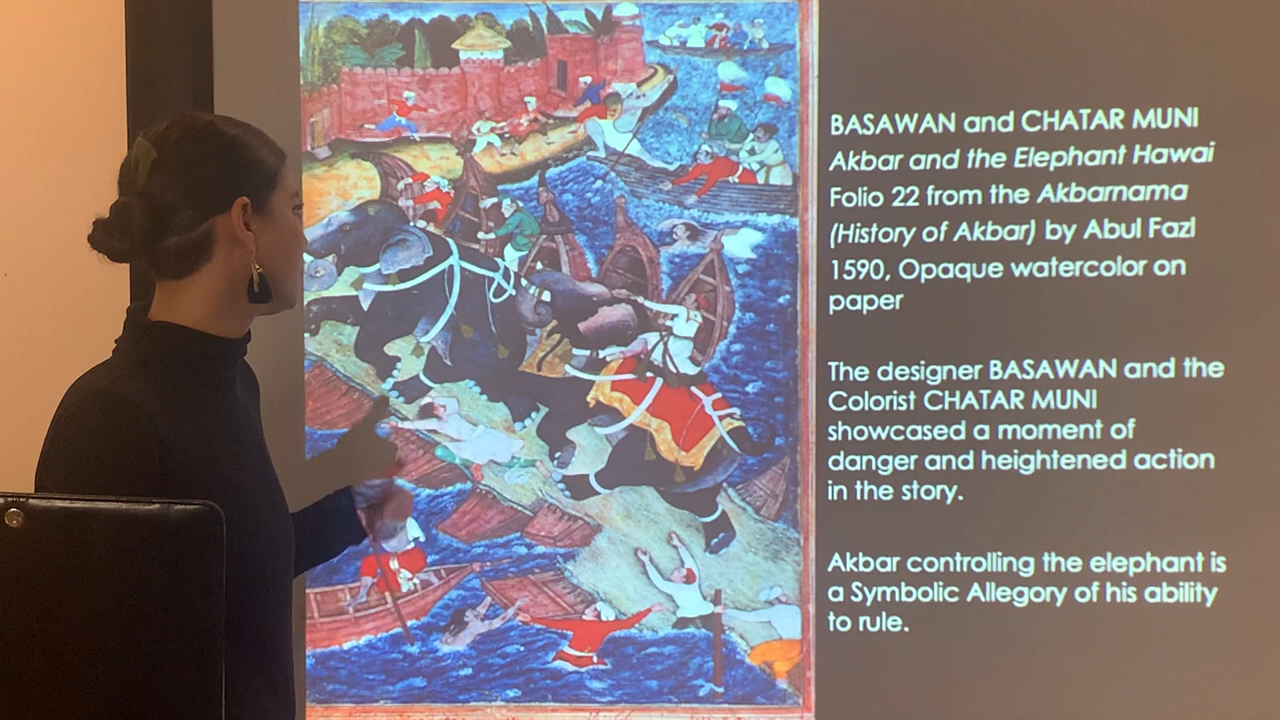 BASAWAN and CHATAR MUNI
Akbar and the Elephant Hawai
Folio 22 from the Akbarnama
(History of Akbar) by Abul Fazl
1590, Opaque watercolor on
paper
The designer BASAWAN and the
Colorist CHATAR MUNI
showcased a moment of
danger and heightened action
in the story.
Akbar controlling the elephant is
a Symbolic Allegory of his ability
to rule.